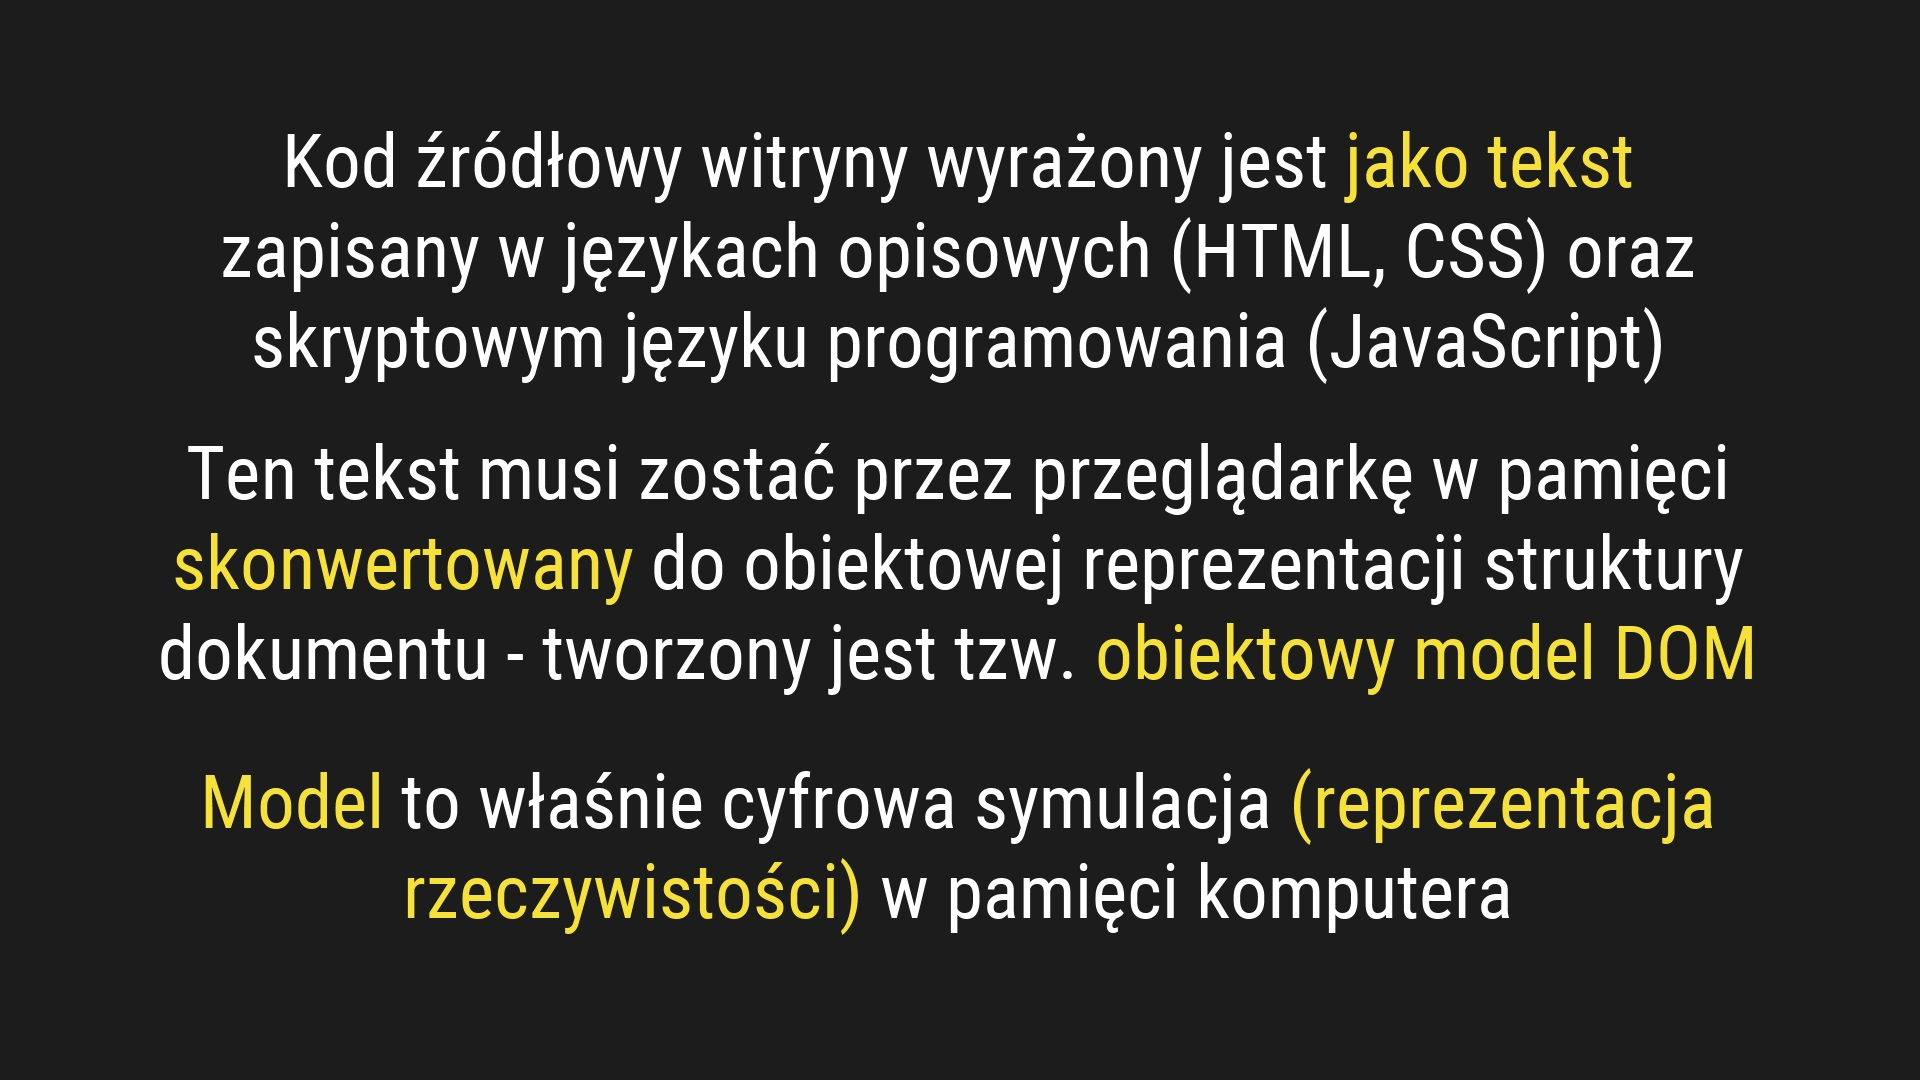 Kod źródłowy witryny wyrażony jest jako tekst
zapisany w językach opisowych (HTML, CSS) oraz
skryptowym języku programowania (JavaScript)
Ten tekst musi zostać przez przeglądarkę w pamięci
skonwertowany do obiektowej reprezentacji struktury
dokumentu - tworzony jest tzw. obiektowy model DOM
Model to właśnie cyfrowa symulacja (reprezentacja
rzeczywistości) w pamięci komputera